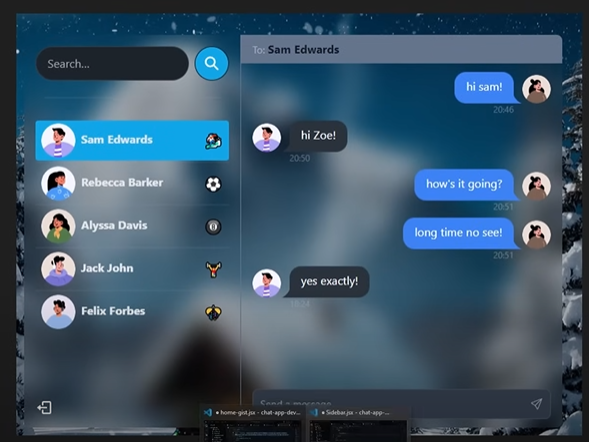 Search...
Sam Edwards
Rebecca Barker
Alyssa Davis
Jack John
Felix Forbes
To: Sam Edwards
hi sam!
20:46
hi Zoe!
20:50
how's it going?
20:51
long time no see!
20:51
yes exactly!
Send a message
home-gist.jsx - chat-app-dev...
Sidebar.jsx - chat-app-...